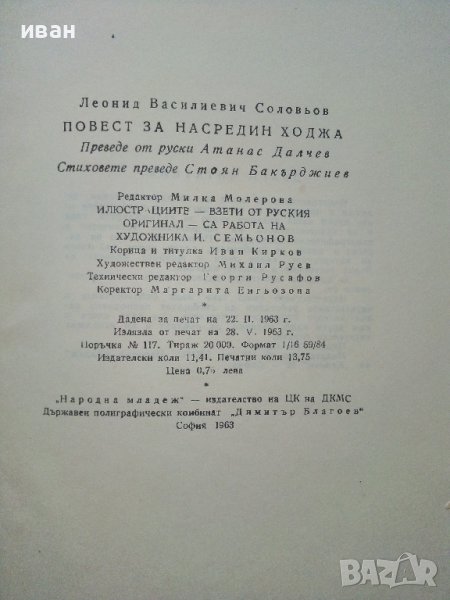 иван
Леонид Василиевич Соловьов
ПОВЕСТ ЗА НАСРЕДИН ХОДЖА
Преведе от руски Атанас Далчев
Стиховете преведе Стоян Бакърджиев
Редактор Милка Молерова
ИЛЮСТРАЦИИТЕ — ВЗЕТИ ОТ РУСКИЯ
ОРИГИНАЛ — СА РАБОТА НА
ХУДОЖНИКА И. СЕМЬОНОВ
Корица и титулка Иван Кирков
Художествен редактор Михаил Руев
Технически редактор Георги Русафов
Коректор Маргарита Енгьозова
*
Дадена за печат на 22. II. 1963 г.
Излязла от печат на 28. V. 1963 г.
Поръчка № 117. Тираж 20 000. Формат 1/16 59/84
Издателски коли 11,41. Печатни коли 13,75
Цена 0,75 лева
*
„Народна младеж" — издателство на ЦК на ДКМС
Държавен полиграфически комбинат „Димитър Благоев"
София 1963
BAZAR